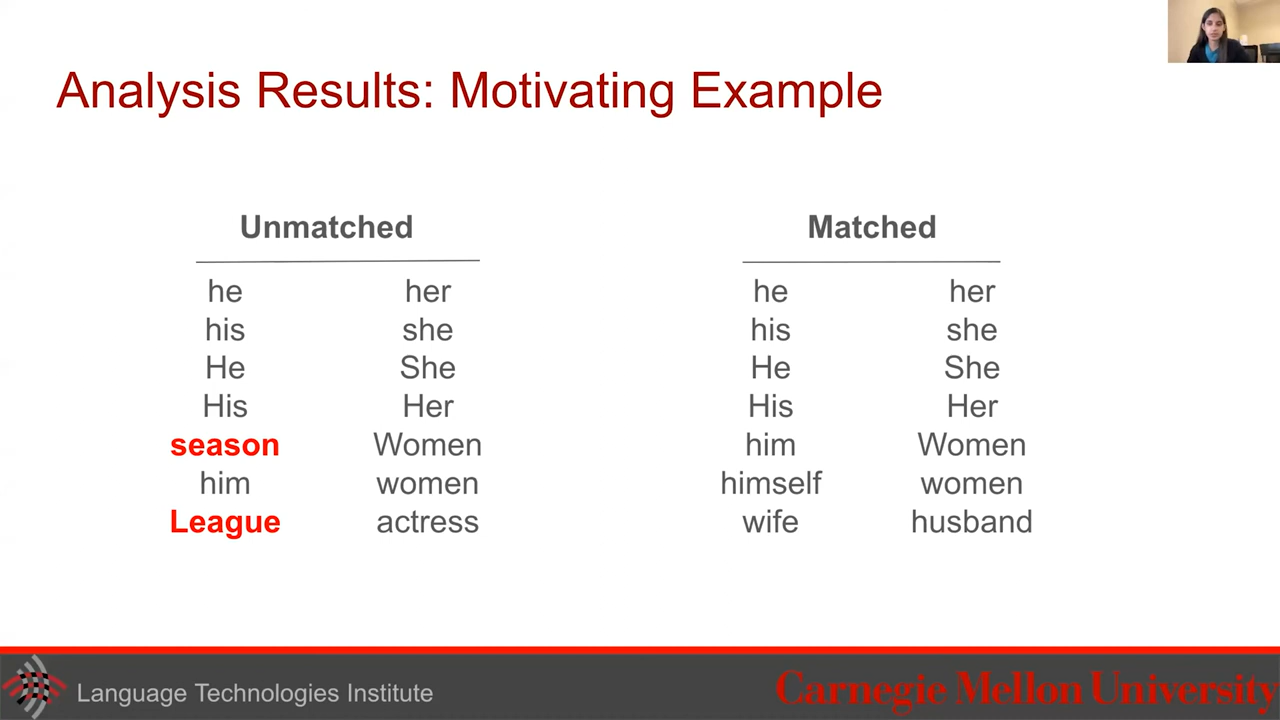 Analysis Results: Motivating Example
Unmatched
he her
his she
He She
His Her
season Women
him women
League actress
Matched
he her
his she
He She
His Her
him Women
himself women
wife husband
Language Technologies Institute
Carnegie Mellon University